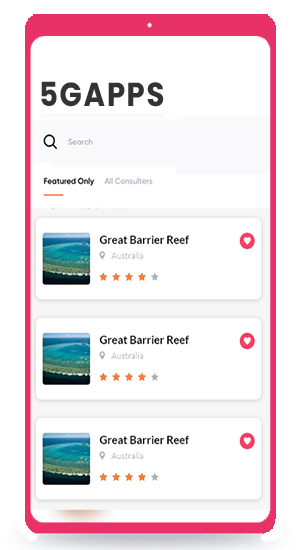 5GAPPS
Search
Featured Only All Consulters
Great Barrier Reef
Australia
Great Barrier Reef
Australia
Great Barrier Reef
Australia